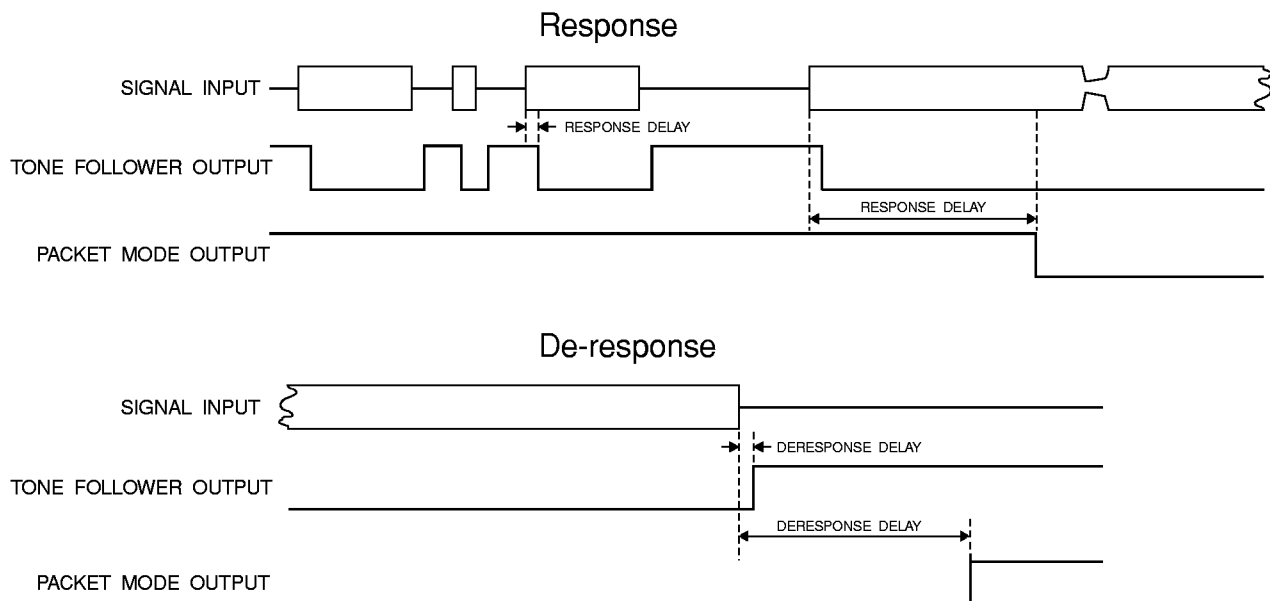 Response
SIGNAL INPUT
RESPONSE DELAY
TONE FOLLOWER OUTPUT
RESPONSE DELAY
PACKET MODE OUTPUT
De-response
SIGNAL INPUT
DERESPONSE DELAY
TONE FOLLOWER OUTPUT
DERESPONSE DELAY
PACKET MODE OUTPUT